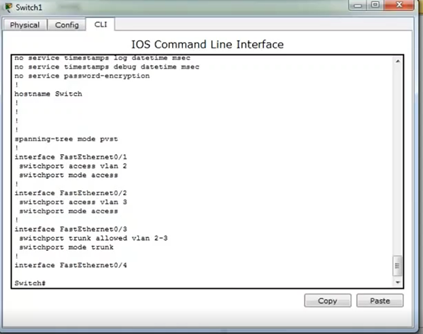 Switch1
Physical Config CLI
IOS Command Line Interface
no service timestamps log datetime msec
no service timestamps debug datetime msec
no service password-encryption
!
hostname Switch
!
!
!
!
spanning-tree mode pvst
!
interface FastEthernet0/1
switchport access vlan 2
switchport mode access
!
interface FastEthernet0/2
switchport access vlan 3
switchport mode access
!
interface FastEthernet0/3
switchport trunk allowed vlan 2-3
switchport mode trunk
!
interface FastEthernet0/4
Switch#
Copy Paste